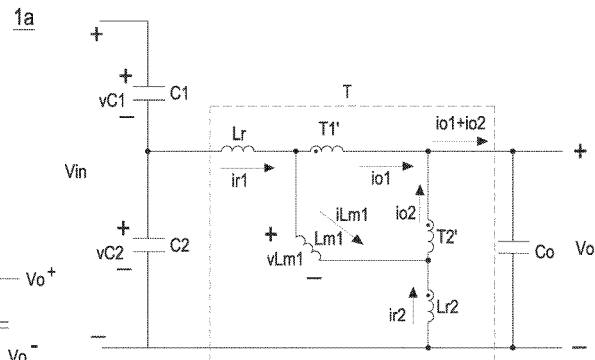 1a
+
+
vC1
C1
−
T
Lr
T1'
io1+io2
+
Vin
ir1
io1
iLm1
io2
+
vC2
C2
−
+
Lm1
vLm1
−
T2'
Co
Vo
Vo+
ir2
Lr2
−
−
Vo-